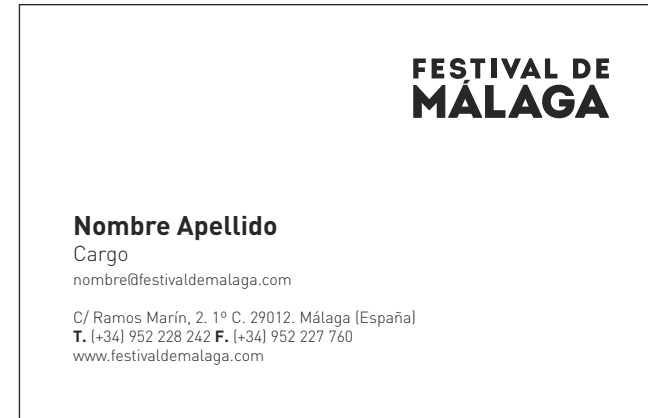 FESTIVAL DE
MÁLAGA
Nombre Apellido
Cargo
nombre@festivaldemalaga.com
C/ Ramos Marín, 2. 1º C. 29012. Málaga (España)
T. (+34) 952 228 242 F. (+34) 952 227 760
www.festivaldemalaga.com